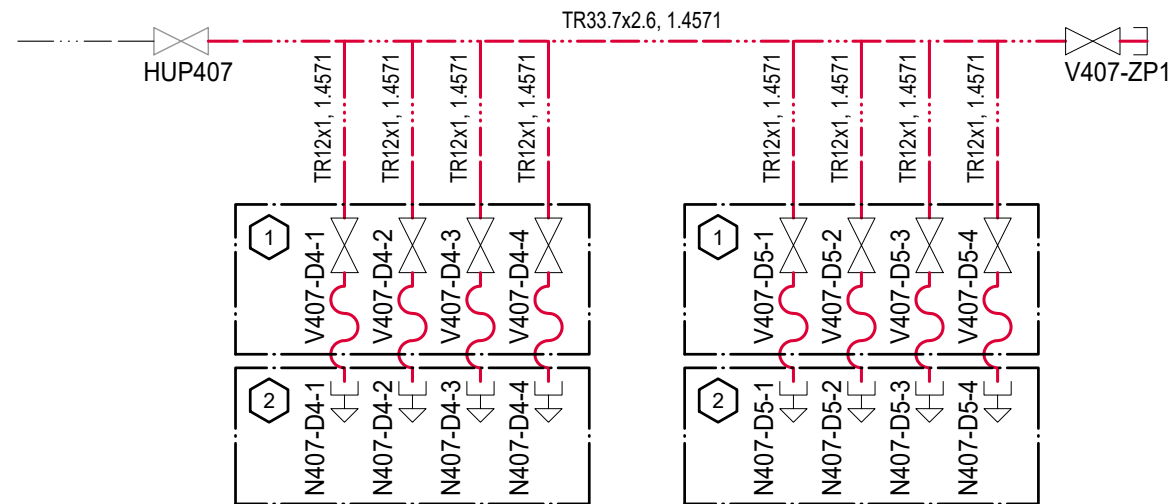 TR33.7x2.6, 1.4571
HUP407
V407-ZP1
TR12x1, 1.4571
TR12x1, 1.4571
TR12x1, 1.4571
TR12x1, 1.4571
TR12x1, 1.4571
TR12x1, 1.4571
TR12x1, 1.4571
TR12x1, 1.4571
1
V407-D4-1
V407-D4-2
V407-D4-3
V407-D4-4
1
V407-D5-1
V407-D5-2
V407-D5-3
V407-D5-4
2
N407-D4-1
N407-D4-2
N407-D4-3
N407-D4-4
2
N407-D5-1
N407-D5-2
N407-D5-3
N407-D5-4